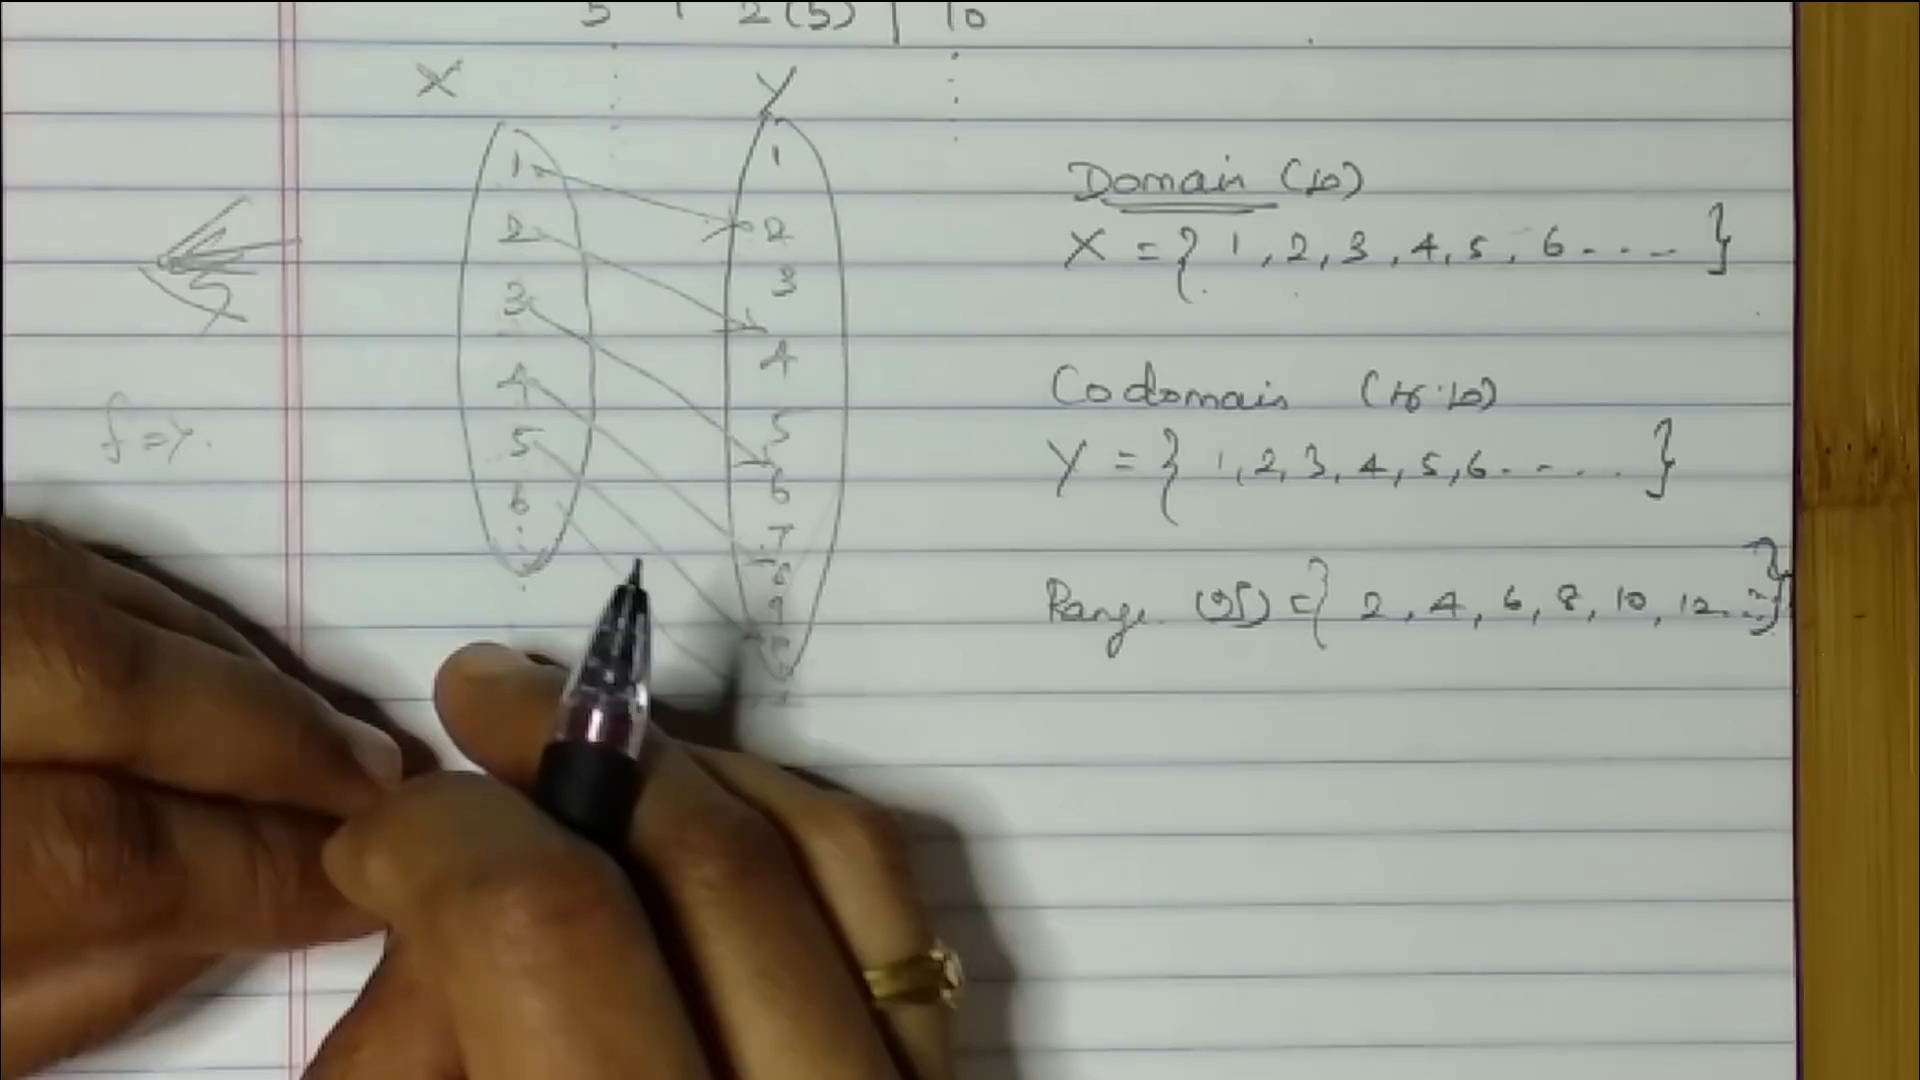 5 2(5) | 10
X Y
1 1
2 2
3 3
4 4
5 5
6 6
7
8
9
f = y.
Domain
X = { 1, 2, 3, 4, 5, 6 - - - - }
Codomain
Y = { 1, 2, 3, 4, 5, 6 - - - . . }
Range = { 2, 4, 6, 8, 10, 12 . . }